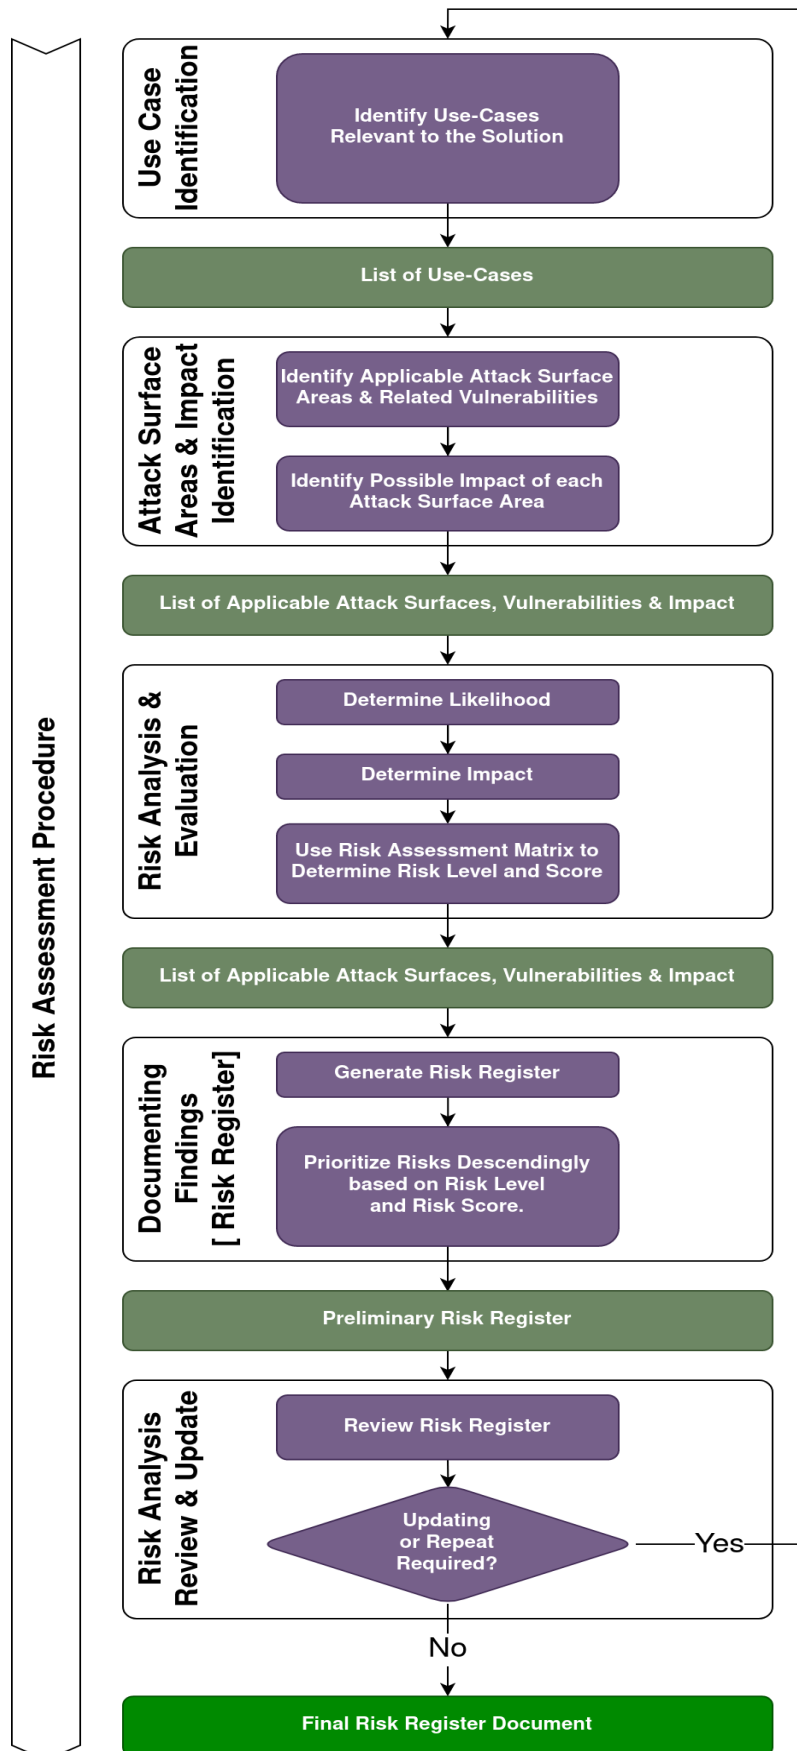 Risk Assessment Procedure
Use Case
Identification
Identify Use-Cases
Relevant to the Solution
List of Use-Cases
Attack Surface
Areas & Impact
Identification
Identify Applicable Attack Surface
Areas & Related Vulnerabilities
Identify Possible Impact of each
Attack Surface Area
List of Applicable Attack Surfaces, Vulnerabilities & Impact
Risk Analysis &
Evaluation
Determine Likelihood
Determine Impact
Use Risk Assessment Matrix to
Determine Risk Level and Score
List of Applicable Attack Surfaces, Vulnerabilities & Impact
Documenting
Findings
[ Risk Register]
Generate Risk Register
Prioritize Risks Descendingly
based on Risk Level
and Risk Score.
Preliminary Risk Register
Risk Analysis
Review & Update
Review Risk Register
Updating
or Repeat
Required?
Yes
No
Final Risk Register Document